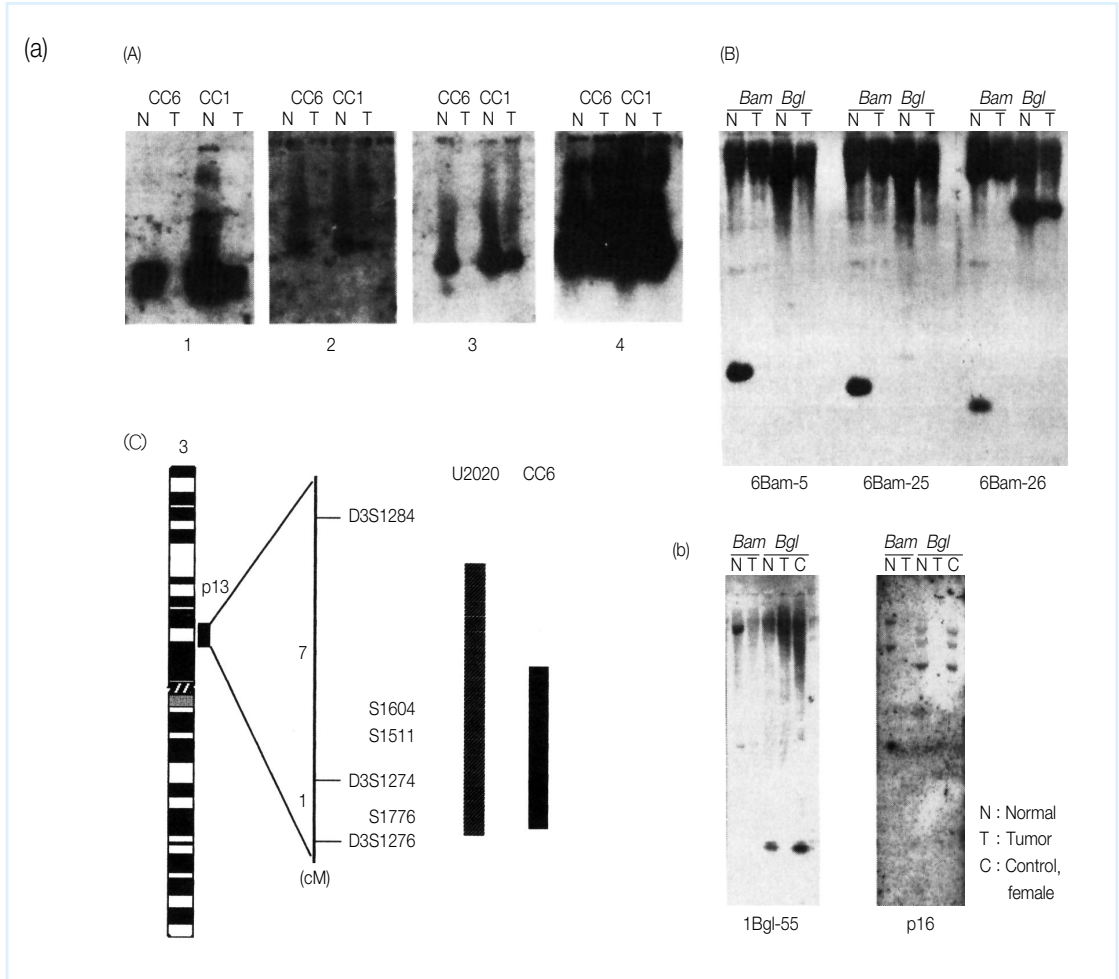 (a)
(A)
CC6 CC1
N T N T
CC6 CC1
N T N T
CC6 CC1
N T N T
CC6 CC1
N T N T
1
2
3
4
(B)
Bam Bgl
N T N T
Bam Bgl
N T N T
Bam Bgl
N T N T
6Bam-5
6Bam-25
6Bam-26
(C)
3
p13
7
1
(cM)
D3S1284
S1604
S1511
D3S1274
S1776
D3S1276
U2020
CC6
(b)
Bam Bgl
N T N T C
1Bgl-55
Bam Bgl
N T N T C
p16
N : Normal
T : Tumor
C : Control,
female